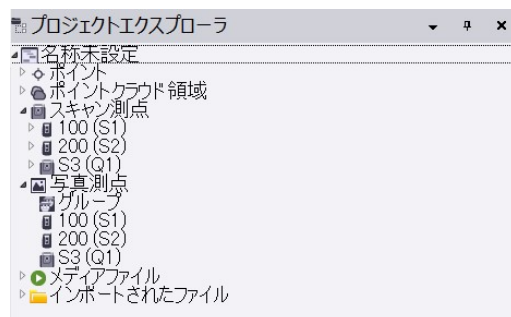 プロジェクトエクスプローラ
名称未設定
ポイント
ポイントクラウド領域
スキャン測点
100 (S1)
200 (S2)
S3 (Q1)
写真測点
グループ
100 (S1)
200 (S2)
S3 (Q1)
メディアファイル
インポートされたファイル